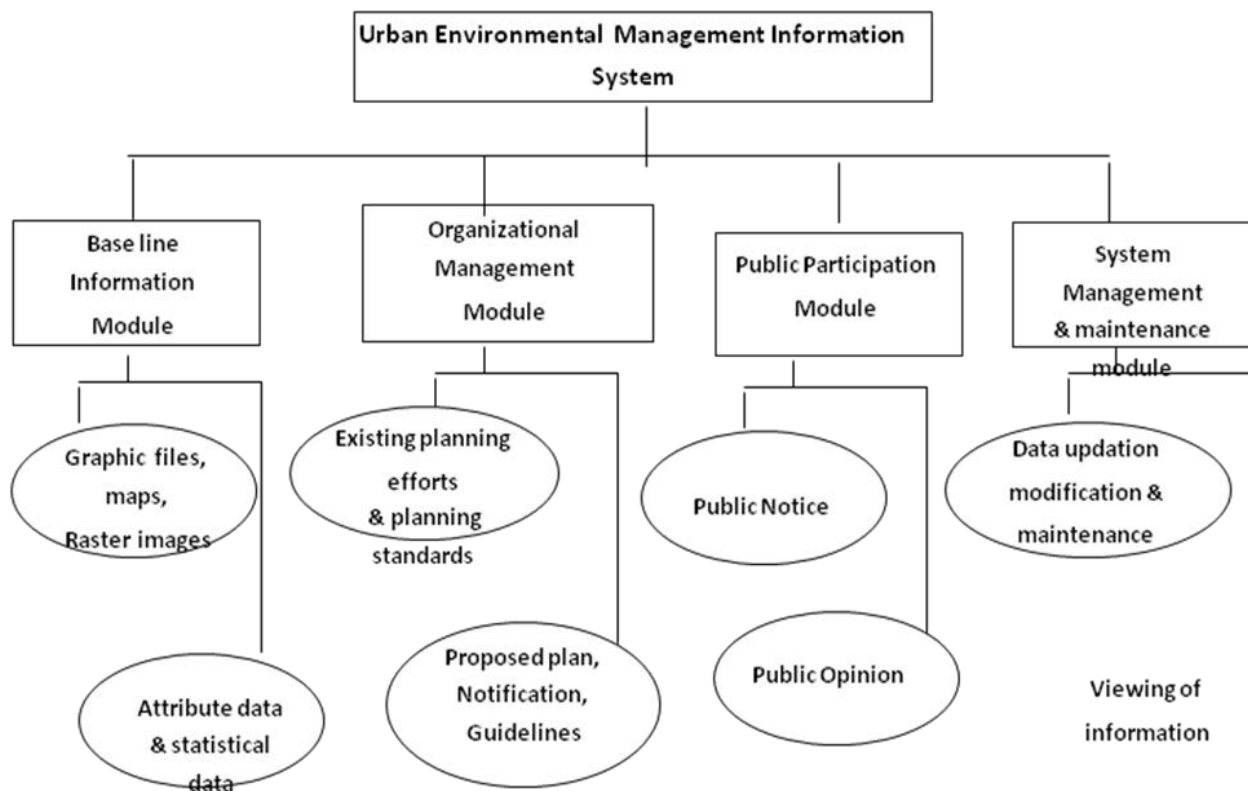 Urban Environmental Management Information
System
Base line
Information
Module
Organizational
Management
Module
Public Participation
Module
System
Management
& maintenance
module
Graphic files,
maps,
Raster images
Existing planning
efforts
& planning
standards
Public Notice
Data updation
modification &
maintenance
Attribute data
& statistical
data
Proposed plan,
Notification,
Guidelines
Public Opinion
Viewing of
information